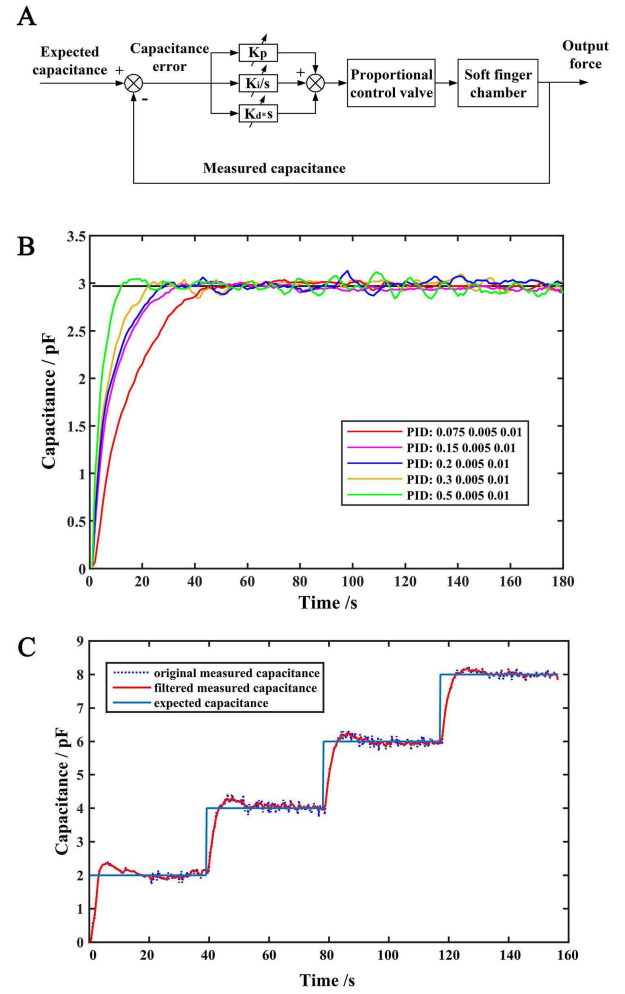 A
Expected
capacitance
+
-
Capacitance
error
Kp
Ki/s
Kd*s
+
Proportional
control valve
Soft finger
chamber
Output
force
Measured capacitance
B
3.5
3
2.5
2
1.5
1
0.5
0
Capacitance / pF
PID: 0.075 0.005 0.01
PID: 0.15 0.005 0.01
PID: 0.2 0.005 0.01
PID: 0.3 0.005 0.01
PID: 0.5 0.005 0.01
0 20 40 60 80 100 120 140 160 180
Time /s
C
9
8
7
6
5
4
3
2
1
0
Capacitance / pF
original measured capacitance
filtered measured capacitance
expected capacitance
0 20 40 60 80 100 120 140 160
Time /s